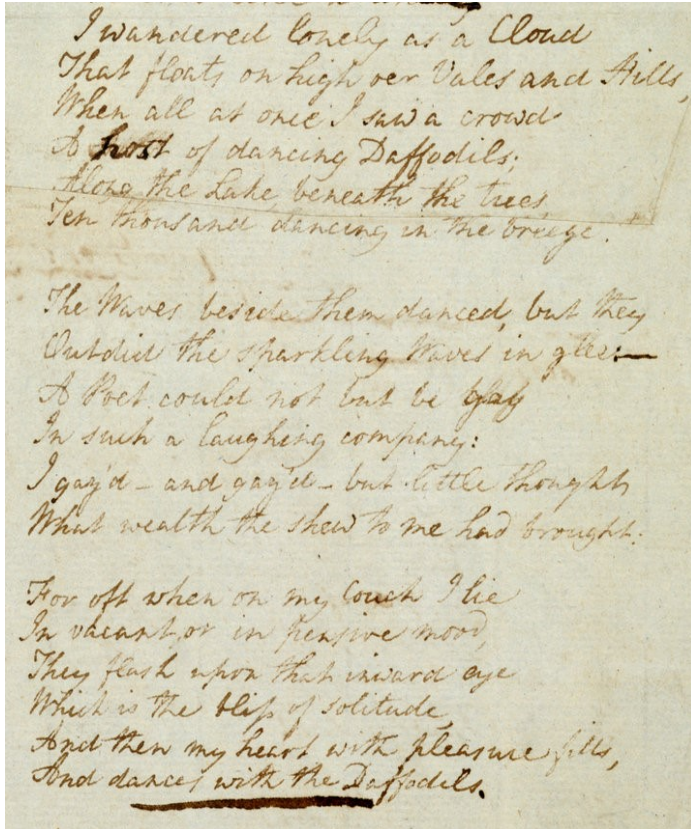 I wandered lonely as a Cloud
That floats on high oer Vales and Hills,
When all at once I saw a crowd
A host of dancing Daffodils;
Along the Lake, beneath the trees,
Ten thousand dancing in the breeze.
The Waves beside them danced, but they
Outdid the sparkling Waves in glee:—
A Poet could not but be gay
In such a laughing company:
I gaz'd – and gaz'd – but little thought
What wealth the shew to me had brought:
For oft when on my Couch I lie
In vacant, or in pensive mood,
They flash upon that inward eye
Which is the bliss of solitude,
And then my heart with pleasure fills,
And dances with the Daffodils.